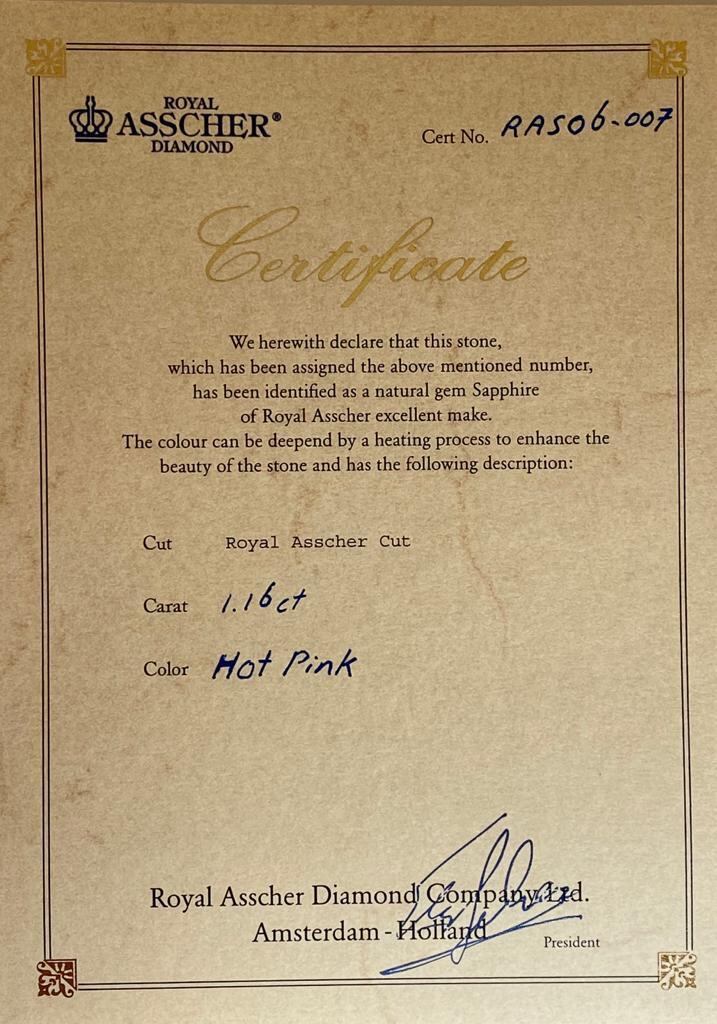 ROYAL
ASSCHER®
DIAMOND
Cert No. RAS06-007
Certificate
We herewith declare that this stone,
which has been assigned the above mentioned number,
has been identified as a natural gem Sapphire
of Royal Asscher excellent make.
The colour can be deepend by a heating process to enhance the
beauty of the stone and has the following description:
Cut Royal Asscher Cut
Carat 1.16ct
Color Hot Pink
Royal Asscher Diamond Company Ltd.
Amsterdam - Holland
President